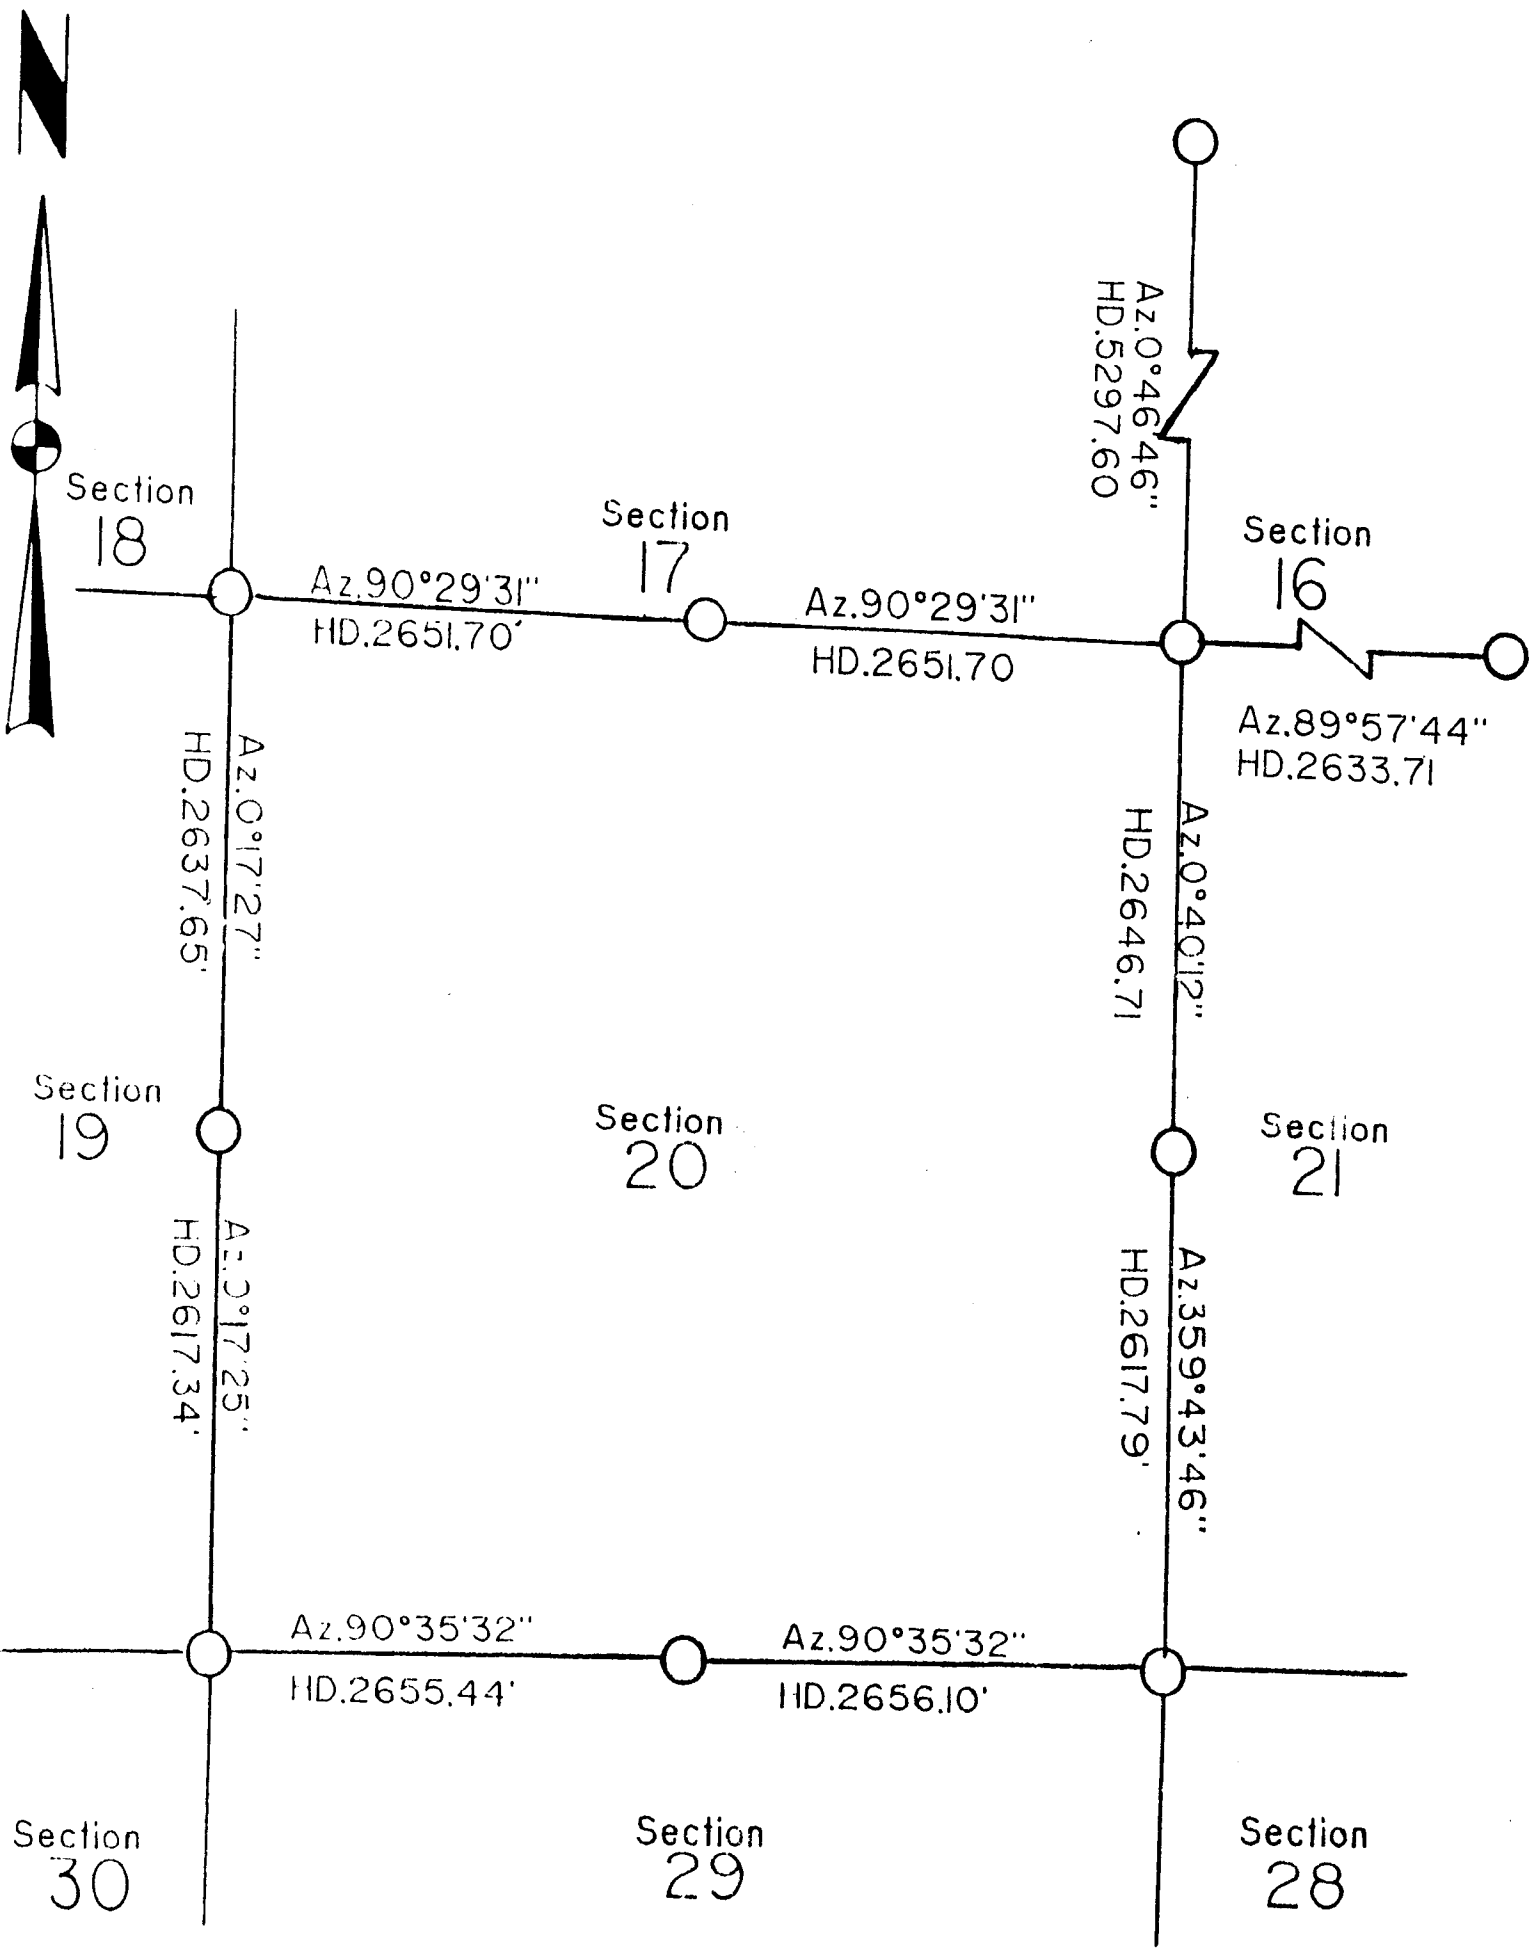 N
Az.0°46'46"
HD.5297.60
Section
18
Section
17
Section
16
Az.90°29'31"
HD.2651.70'
Az.90°29'31"
HD.2651.70
Az.89°57'44"
HD.2633.71
Az.0°17'27"
HD.2637.65'
Az.0°40'12"
HD.2646.71
Section
19
Section
20
Section
21
Az.0°17'25"
HD.2617.34'
Az.359°43'46"
HD.2617.79'
Az.90°35'32"
HD.2655.44'
Az.90°35'32"
HD.2656.10'
Section
30
Section
29
Section
28